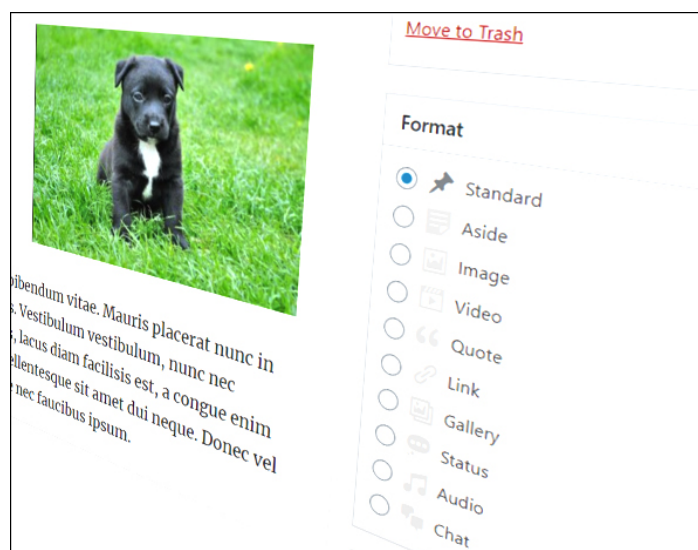 Move to Trash
Format
Standard
Aside
Image
Video
Quote
Link
Gallery
Status
Audio
Chat
vitae. Mauris placerat nunc in
Vestibulum vestibulum, nunc nec
lacus diam facilisis est, a congue enim
sit amet dui neque. Donec vel
nec faucibus ipsum.